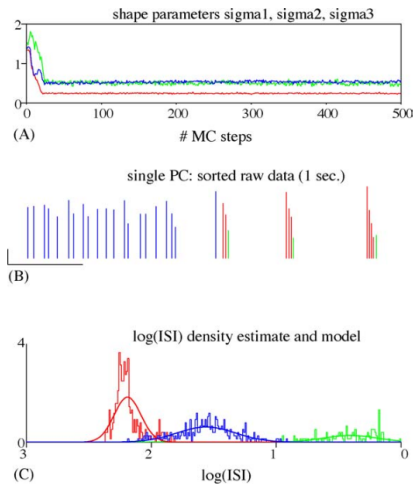 shape parameters sigma1, sigma2, sigma3
2
1
0
0 100 200 300 400 500
# MC steps
(A)
single PC: sorted raw data (1 sec.)
(B)
log(ISI) density estimate and model
4
0
3 2 1 0
log(ISI)
(C)